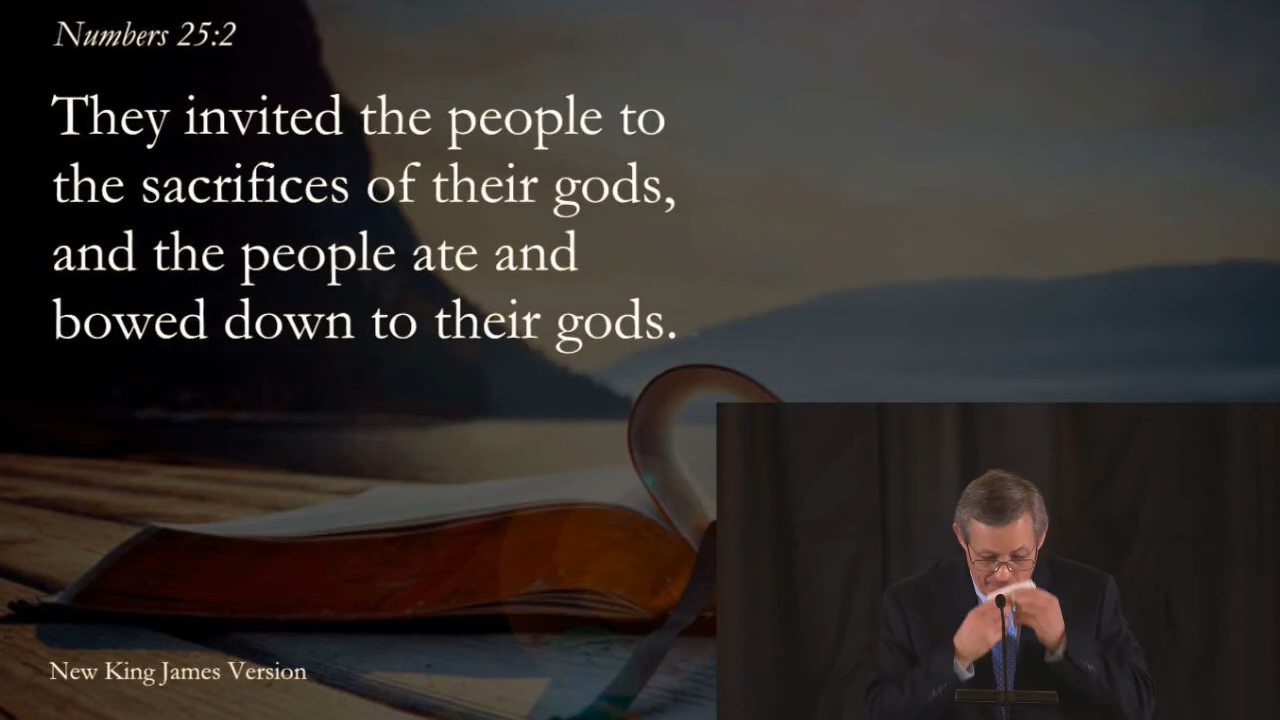 Numbers 25:2
They invited the people to
the sacrifices of their gods,
and the people ate and
bowed down to their gods.
New King James Version